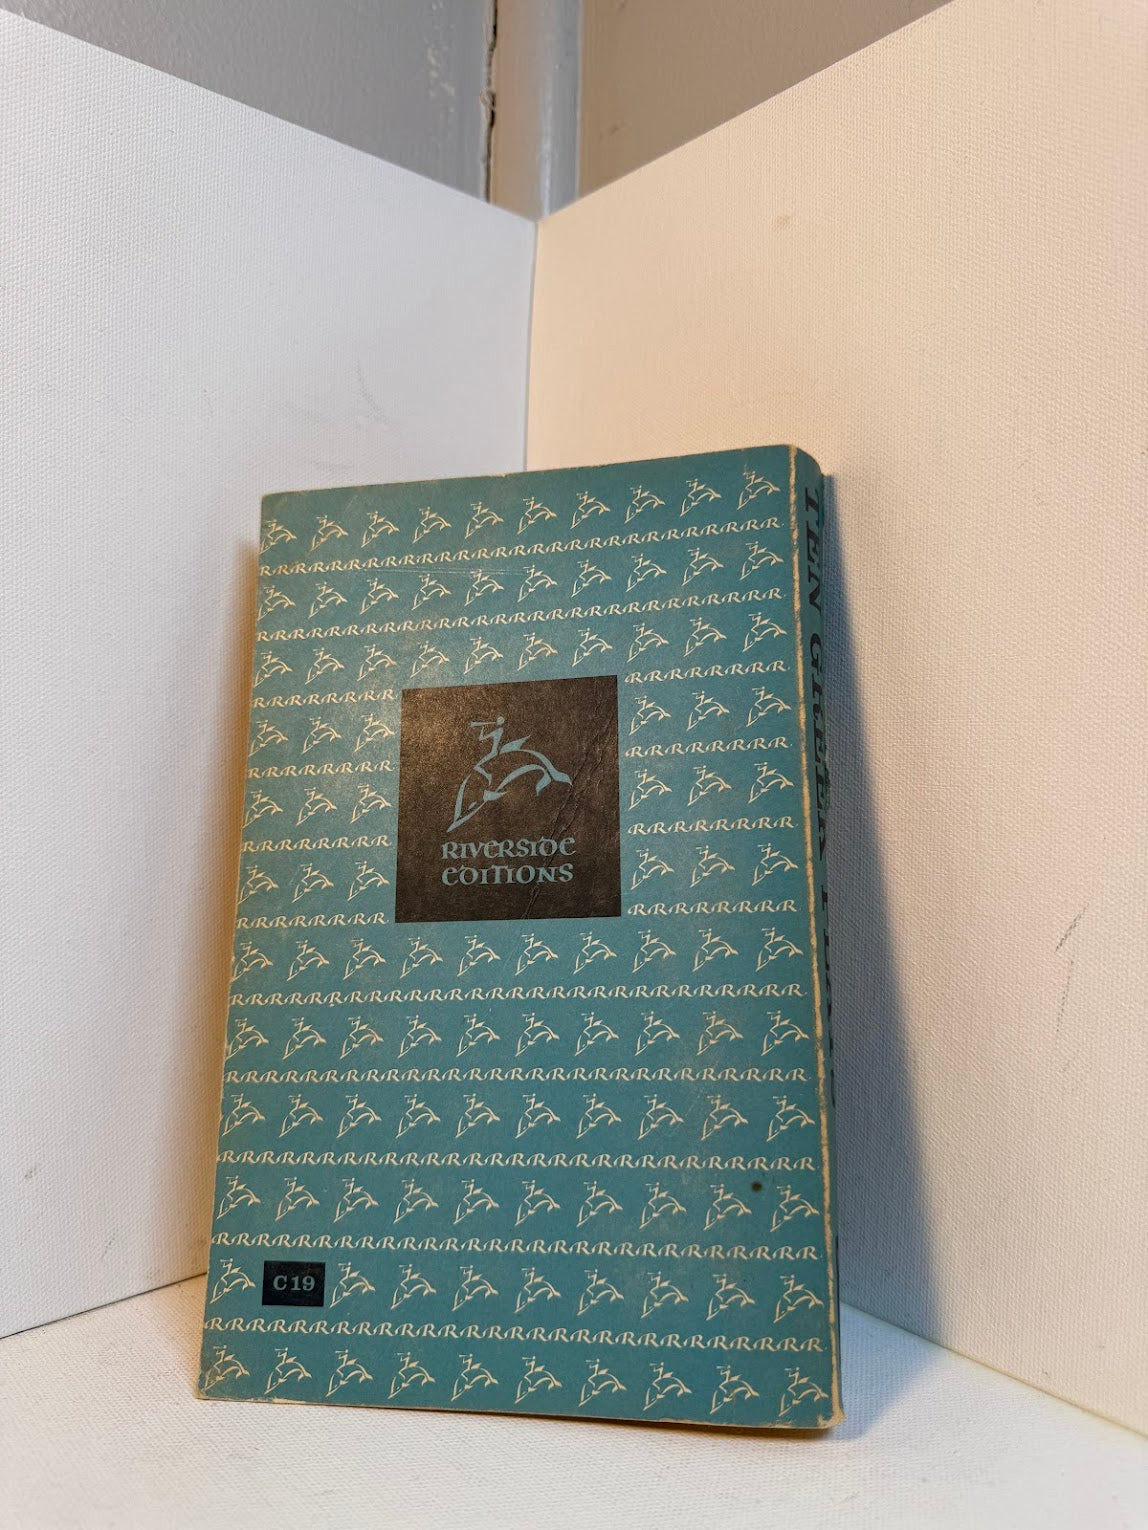 RIVERSIDE
EDITIONS
C19
TEN GREEK